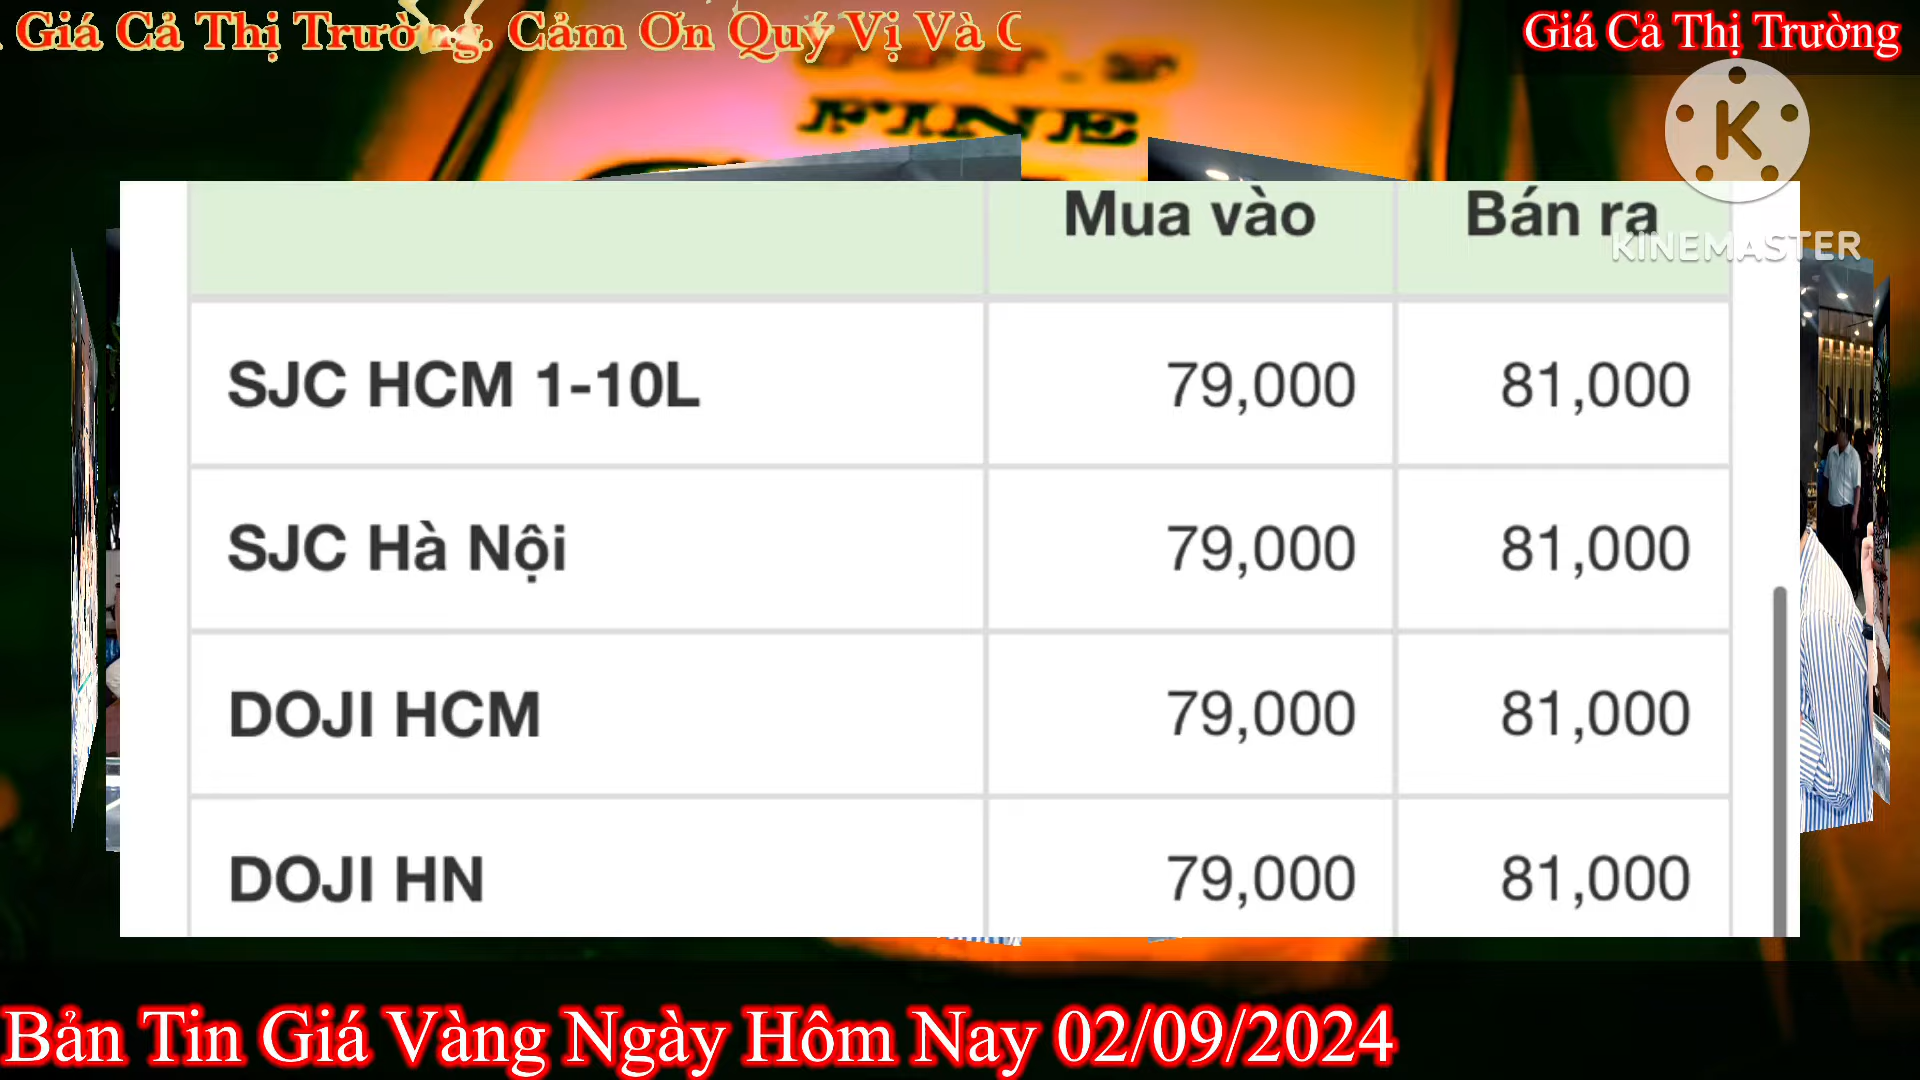 Giá Cả Thị Trường. Cảm Ơn Quý Vị Và
Giá Cả Thị Trường
FINE
K
KINEMASTER
Mua vào Bán ra
SJC HCM 1-10L 79,000 81,000
SJC Hà Nội 79,000 81,000
DOJI HCM 79,000 81,000
DOJI HN 79,000 81,000
Bản Tin Giá Vàng Ngày Hôm Nay 02/09/2024